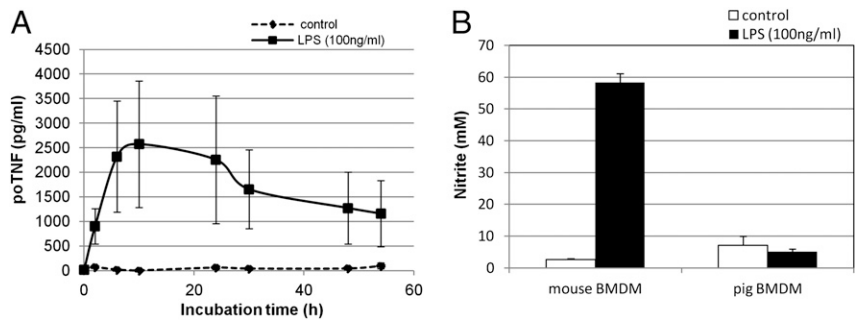 A
control
LPS (100ng/ml)
4500
4000
3500
3000
2500
2000
1500
1000
500
0
poTNF (pg/ml)
0
20
40
60
Incubation time (h)
B
control
LPS (100ng/ml)
70
60
50
40
30
20
10
0
Nitrite (mM)
mouse BMDM
pig BMDM